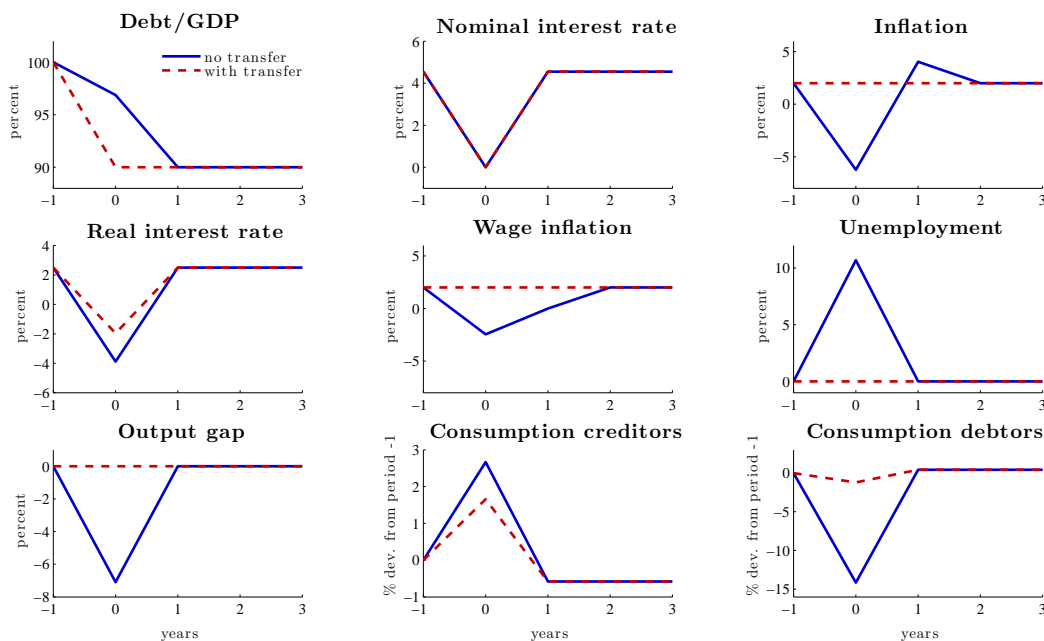 Debt/GDP
percent
100
95
90
no transfer
with transfer
−1 0 1 2 3
Nominal interest rate
percent
6
4
2
0
−1 0 1 2 3
Inflation
percent
5
0
−5
−1 0 1 2 3
Real interest rate
percent
4
2
0
−2
−4
−6
−1 0 1 2 3
Wage inflation
percent
5
0
−5
−1 0 1 2 3
Unemployment
percent
10
5
0
−1 0 1 2 3
Output gap
percent
0
−2
−4
−6
−8
−1 0 1 2 3
years
Consumption creditors
% dev. from period - 1
3
2
1
0
−1
−1 0 1 2 3
years
Consumption debtors
% dev. from period - 1
0
−5
−10
−15
−1 0 1 2 3
years